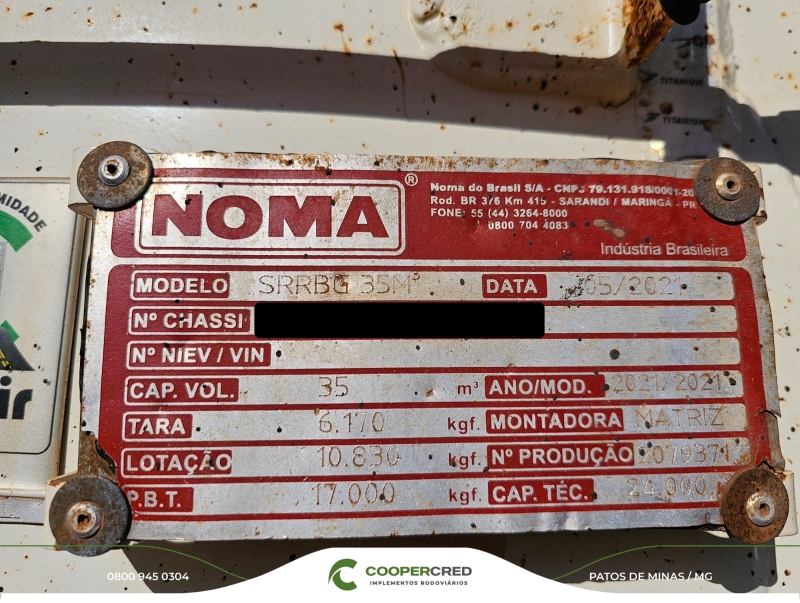 TITANIUM
TITANIUM
UMIDADE
ir
NOMA®
Noma do Brasil S/A - CNPJ 79.131.918/0001-20
Rod. BR 376 Km 415 - SARANDI / MARINGÁ - PR
FONE: 55 (44) 3264-8000
0800 704 4083
Indústria Brasileira
MODELO SRRBG 35M³ DATA 05/2021
Nº CHASSI
Nº NIEV / VIN
CAP. VOL. 35 m³ ANO/MOD. 2021/2021
TARA 6.170 kgf. MONTADORA MATRIZ
LOTAÇÃO 10.830 kgf. Nº PRODUÇÃO 2079371
P.B.T. 17.000 kgf. CAP. TÉC. 24.000
0800 945 0304
COOPERCRED
IMPLEMENTOS RODOVIÁRIOS
PATOS DE MINAS / MG